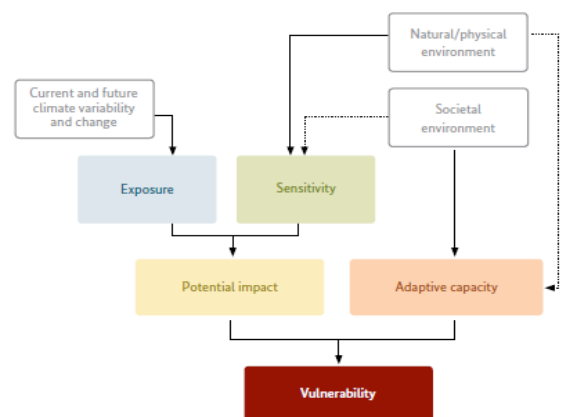 Natural/physical
environment
Current and future
climate variability
and change
Societal
environment
Exposure
Sensitivity
Potential impact
Adaptive capacity
Vulnerability